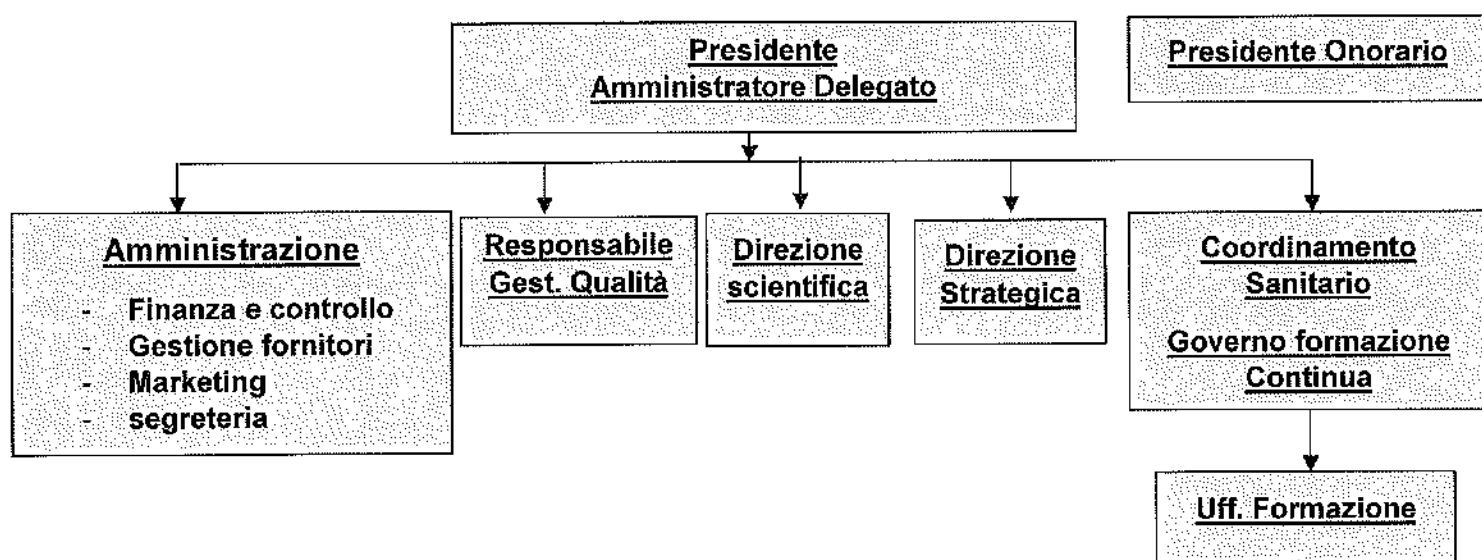 Presidente
Amministratore Delegato
Presidente Onorario
Amministrazione
- Finanza e controllo
- Gestione fornitori
- Marketing
- segreteria
Responsabile
Gest. Qualità
Direzione
scientifica
Direzione
Strategica
Coordinamento
Sanitario
Governo formazione
Continua
Uff. Formazione